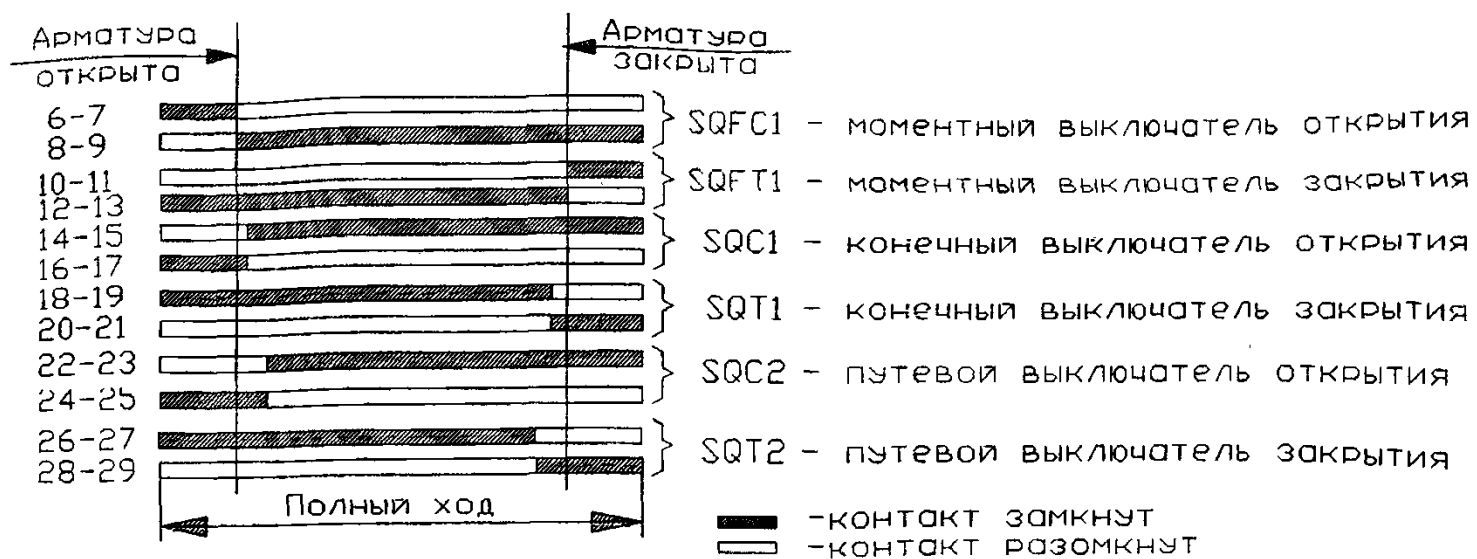 Арматура
открыта
Арматура
закрыта
6-7
8-9
SQFC1 - моментный выключатель открытия
10-11
12-13
SQFT1 - моментный выключатель закрытия
14-15
16-17
SQC1 - конечный выключатель открытия
18-19
20-21
SQT1 - конечный выключатель закрытия
22-23
24-25
SQC2 - путевой выключатель открытия
26-27
28-29
SQT2 - путевой выключатель закрытия
Полный ход
-контакт замкнут
-контакт разомкнут